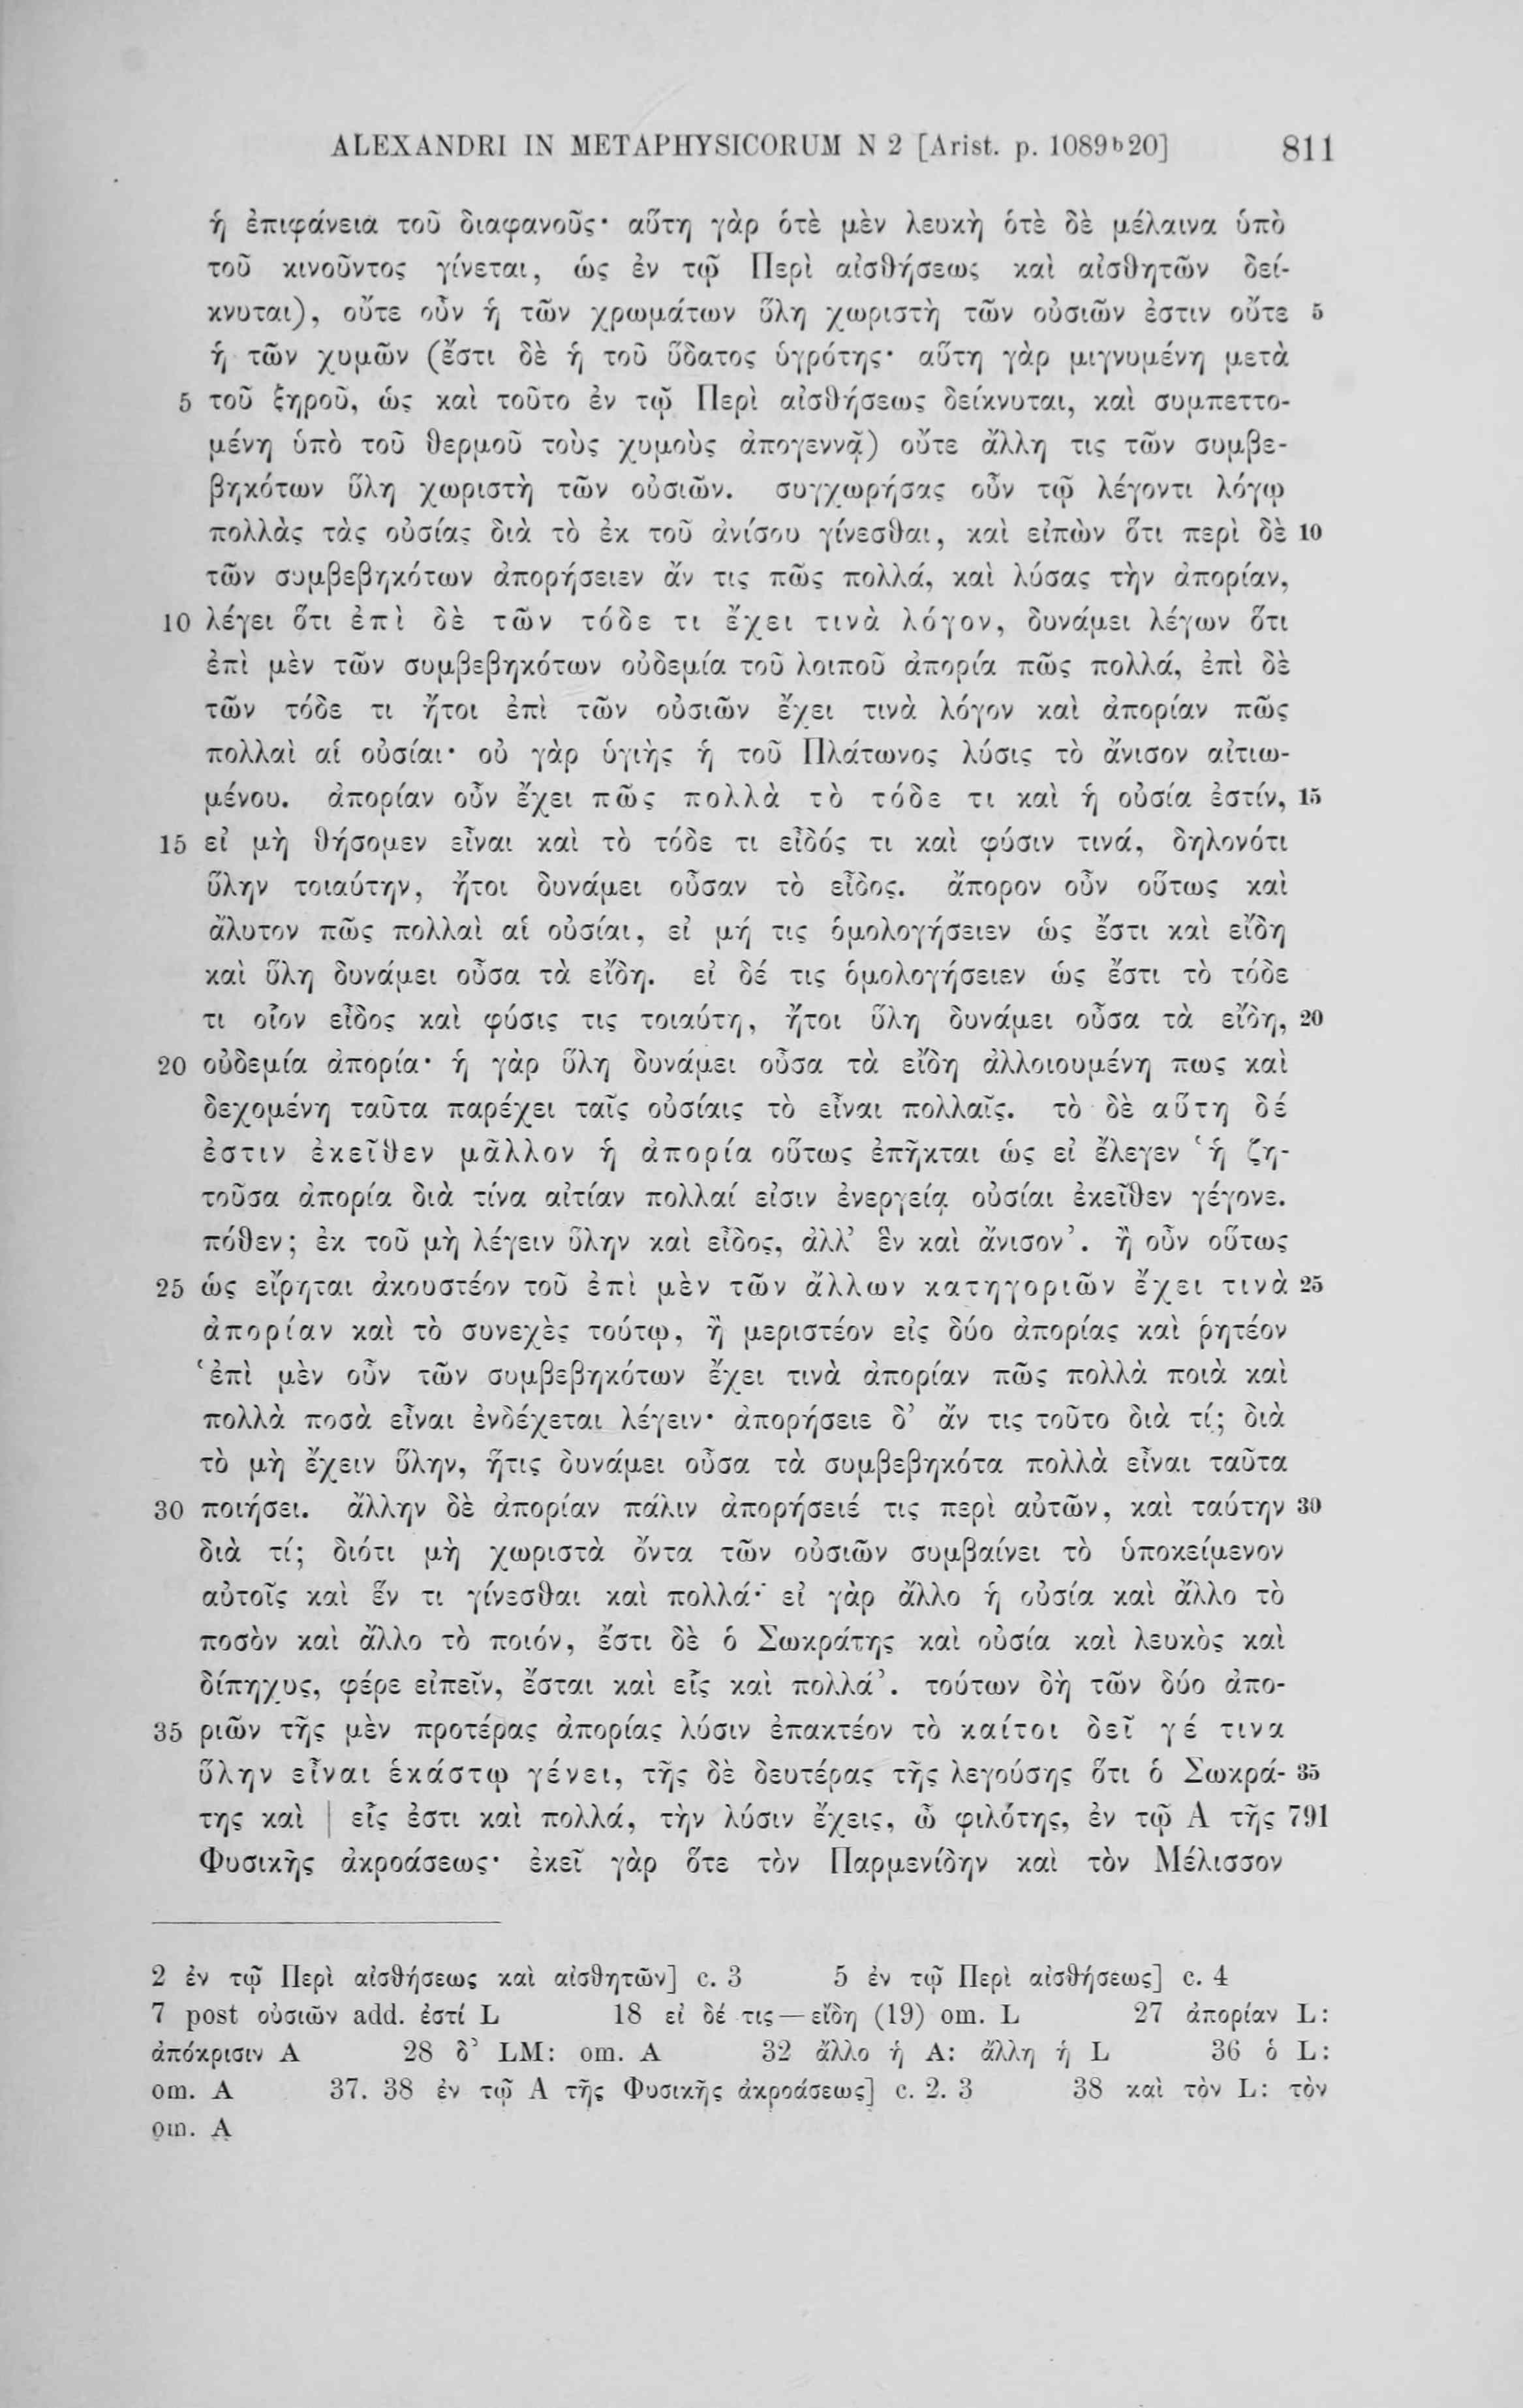 ALEXANDRI IN METAPHYSICORUM N 2 [Arist. p. 1089ᵇ20] 811
ἡ ἐπιφάνεια τοῦ διαφανοῦς· αὕτη γὰρ ὁτὲ μὲν λευκὴ ὁτὲ δὲ μέλαινα ὑπὸ
τοῦ κινοῦντος γίνεται, ὡς ἐν τῷ Περὶ αἰσθήσεως καὶ αἰσθητῶν δεί-
κνυται), οὔτε οὖν ἡ τῶν χρωμάτων ὕλη χωριστὴ τῶν οὐσιῶν ἐστιν οὔτε 5
ἡ τῶν χυμῶν (ἔστι δὲ ἡ τοῦ ὕδατος ὑγρότης· αὕτη γὰρ μιγνυμένη μετὰ
5 τοῦ ξηροῦ, ὡς καὶ τοῦτο ἐν τῷ Περὶ αἰσθήσεως δείκνυται, καὶ συμπεττο-
μένη ὑπὸ τοῦ θερμοῦ τοὺς χυμοὺς ἀπογεννᾷ) οὔτε ἄλλη τις τῶν συμβε-
βηκότων ὕλη χωριστὴ τῶν οὐσιῶν. συγχωρήσας οὖν τῷ λέγοντι λόγῳ
πολλὰς τὰς οὐσίας διὰ τὸ ἐκ τοῦ ἀνίσου γίνεσθαι, καὶ εἰπὼν ὅτι περὶ δὲ 10
τῶν συμβεβηκότων ἀπορήσειεν ἄν τις πῶς πολλά, καὶ λύσας τὴν ἀπορίαν,
10 λέγει ὅτι ἐπὶ δὲ τῶν τόδε τι ἔχει τινὰ λόγον, δυνάμει λέγων ὅτι
ἐπὶ μὲν τῶν συμβεβηκότων οὐδεμία τοῦ λοιποῦ ἀπορία πῶς πολλά, ἐπὶ δὲ
τῶν τόδε τι ἤτοι ἐπὶ τῶν οὐσιῶν ἔχει τινὰ λόγον καὶ ἀπορίαν πῶς
πολλαὶ αἱ οὐσίαι· οὐ γὰρ ὑγιὴς ἡ τοῦ Πλάτωνος λύσις τὸ ἄνισον αἰτιω-
μένου. ἀπορίαν οὖν ἔχει πῶς πολλὰ τὸ τόδε τι καὶ ἡ οὐσία ἐστίν, 15
15 εἰ μὴ θήσομεν εἶναι καὶ τὸ τόδε τι εἶδός τι καὶ φύσιν τινά, δηλονότι
ὕλην τοιαύτην, ἤτοι δυνάμει οὖσαν τὸ εἶδος. ἄπορον οὖν οὕτως καὶ
ἄλυτον πῶς πολλαὶ αἱ οὐσίαι, εἰ μή τις ὁμολογήσειεν ὡς ἔστι καὶ εἴδη
καὶ ὕλη δυνάμει οὖσα τὰ εἴδη. εἰ δέ τις ὁμολογήσειεν ὡς ἔστι τὸ τόδε
τι οἷον εἶδος καὶ φύσις τις τοιαύτη, ἤτοι ὕλη δυνάμει οὖσα τὰ εἴδη, 20
20 οὐδεμία ἀπορία· ἡ γὰρ ὕλη δυνάμει οὖσα τὰ εἴδη ἀλλοιουμένη πως καὶ
δεχομένη ταῦτα παρέχει ταῖς οὐσίαις τὸ εἶναι πολλαῖς. τὸ δὲ αὕτη δέ
ἐστιν ἐκεῖθεν μᾶλλον ἡ ἀπορία οὕτως ἐπῆκται ὡς εἰ ἔλεγεν ‘ἡ ζη-
τοῦσα ἀπορία διὰ τίνα αἰτίαν πολλαί εἰσιν ἐνεργείᾳ οὐσίαι ἐκεῖθεν γέγονε.
πόθεν; ἐκ τοῦ μὴ λέγειν ὕλην καὶ εἶδος, ἀλλ’ ἓν καὶ ἄνισον’. ἢ οὖν οὕτως
25 ὡς εἴρηται ἀκουστέον τοῦ ἐπὶ μὲν τῶν ἄλλων κατηγοριῶν ἔχει τινὰ 25
ἀπορίαν καὶ τὸ συνεχὲς τούτῳ, ἢ μεριστέον εἰς δύο ἀπορίας καὶ ῥητέον
‘ἐπὶ μὲν οὖν τῶν συμβεβηκότων ἔχει τινὰ ἀπορίαν πῶς πολλὰ ποιὰ καὶ
πολλὰ ποσὰ εἶναι ἐνδέχεται λέγειν· ἀπορήσειε δ’ ἄν τις τοῦτο διὰ τί; διὰ
τὸ μὴ ἔχειν ὕλην, ἥτις δυνάμει οὖσα τὰ συμβεβηκότα πολλὰ εἶναι ταῦτα
30 ποιήσει. ἄλλην δὲ ἀπορίαν πάλιν ἀπορήσειέ τις περὶ αὐτῶν, καὶ ταύτην 30
διὰ τί; διότι μὴ χωριστὰ ὄντα τῶν οὐσιῶν συμβαίνει τὸ ὑποκείμενον
αὐτοῖς καὶ ἕν τι γίνεσθαι καὶ πολλά· εἰ γὰρ ἄλλο ἡ οὐσία καὶ ἄλλο τὸ
ποσὸν καὶ ἄλλο τὸ ποιόν, ἔστι δὲ ὁ Σωκράτης καὶ οὐσία καὶ λευκὸς καὶ
δίπηχυς, φέρε εἰπεῖν, ἔσται καὶ εἷς καὶ πολλά’. τούτων δὴ τῶν δύο ἀπο-
35 ριῶν τῆς μὲν προτέρας ἀπορίας λύσιν ἐπακτέον τὸ καίτοι δεῖ γέ τινα
ὕλην εἶναι ἑκάστῳ γένει, τῆς δὲ δευτέρας τῆς λεγούσης ὅτι ὁ Σωκρά- 35
της καὶ | εἷς ἐστι καὶ πολλά, τὴν λύσιν ἔχεις, ὦ φιλότης, ἐν τῷ Α τῆς 791
Φυσικῆς ἀκροάσεως· ἐκεῖ γὰρ ὅτε τὸν Παρμενίδην καὶ τὸν Μέλισσον
2 ἐν τῷ Περὶ αἰσθήσεως καὶ αἰσθητῶν] c. 3 5 ἐν τῷ Περὶ αἰσθήσεως] c. 4
7 post οὐσιῶν add. ἐστί L 18 εἰ δέ τις — εἴδη (19) om. L 27 ἀπορίαν L:
ἀπόκρισιν A 28 δ’ LM: om. A 32 ἄλλο ἡ A: ἄλλη ἡ L 36 ὁ L:
om. A 37. 38 ἐν τῷ Α τῆς Φυσικῆς ἀκροάσεως] c. 2. 3 38 καὶ τὸν L: τὸν
om. A